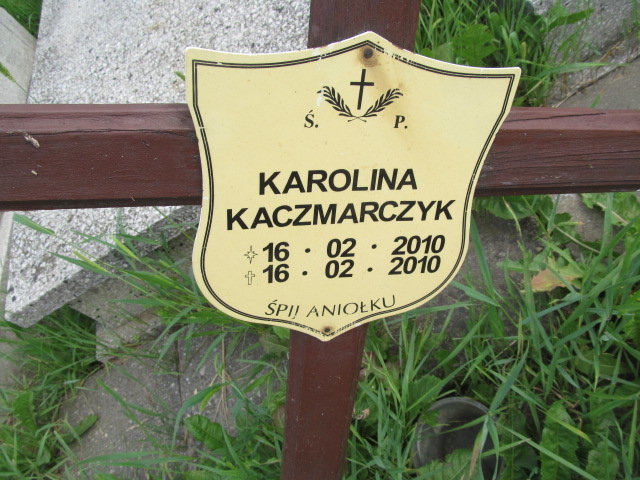 Ś. P.
KAROLINA
KACZMARCZYK
16 · 02 · 2010
16 · 02 · 2010
ŚPIJ ANIOŁKU